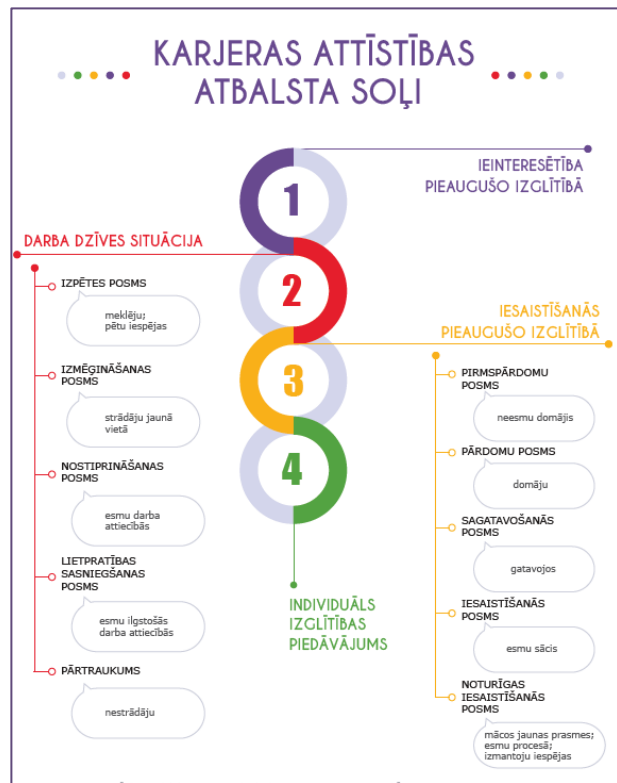 KARJERAS ATTĪSTĪBAS
ATBALSTA SOĻI
1
IEINTERESĒTĪBA
PIEAUGUŠO IZGLĪTĪBĀ
DARBA DZĪVES SITUĀCIJA
2
IZPĒTES POSMS
meklēju;
pētu iespējas
IZMĒĢINĀŠANAS
POSMS
strādāju jaunā
vietā
NOSTIPRINĀŠANAS
POSMS
esmu darba
attiecībās
LIETPRATĪBAS
SASNIEGŠANAS
POSMS
esmu ilgstošās
darba attiecībās
PĀRTRAUKUMS
nestrādāju
IESAISTĪŠANĀS
PIEAUGUŠO IZGLĪTĪBĀ
3
PIRMSPĀRDOMU
POSMS
neesmu domājis
PĀRDOMU POSMS
domāju
SAGATAVOŠANĀS
POSMS
gatavojos
IESAISTĪŠANĀS
POSMS
esmu sācis
NOTURĪGAS
IESAISTĪŠANĀS
POSMS
mācos jaunas prasmes;
esmu procesā;
izmantoju iespējas
4
INDIVIDUĀLS
IZGLĪTĪBAS
PIEDĀVĀJUMS